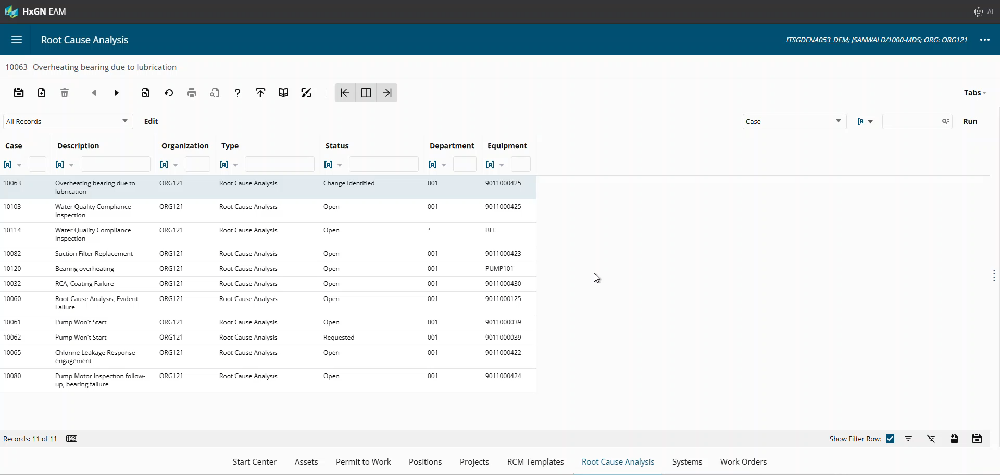 HxGN EAM
AI
Root Cause Analysis
ITSGDENA053_DEM; JSANWALD/1000-MDS; ORG: ORG121
10063 Overheating bearing due to lubrication
Tabs
All Records
Edit
Case
Run
Case Description Organization Type Status Department Equipment
10063 Overheating bearing due to lubrication ORG121 Root Cause Analysis Change Identified 001 9011000425
10103 Water Quality Compliance Inspection ORG121 Root Cause Analysis Open 001 9011000425
10114 Water Quality Compliance Inspection ORG121 Root Cause Analysis Open * BEL
10082 Suction Filter Replacement ORG121 Root Cause Analysis Open 001 9011000423
10120 Bearing overheating ORG121 Root Cause Analysis Open 001 PUMP101
10032 RCA, Coating Failure ORG121 Root Cause Analysis Open 001 9011000430
10060 Root Cause Analysis, Evident Failure ORG121 Root Cause Analysis Open 001 9011000125
10061 Pump Won't Start ORG121 Root Cause Analysis Open 001 9011000039
10062 Pump Won't Start ORG121 Root Cause Analysis Requested 001 9011000039
10065 Chlorine Leakage Response engagement ORG121 Root Cause Analysis Open 001 9011000422
10080 Pump Motor Inspection follow-up, bearing failure ORG121 Root Cause Analysis Open 001 9011000424
Records: 11 of 11 123
Show Filter Row:
Start Center Assets Permit to Work Positions Projects RCM Templates Root Cause Analysis Systems Work Orders